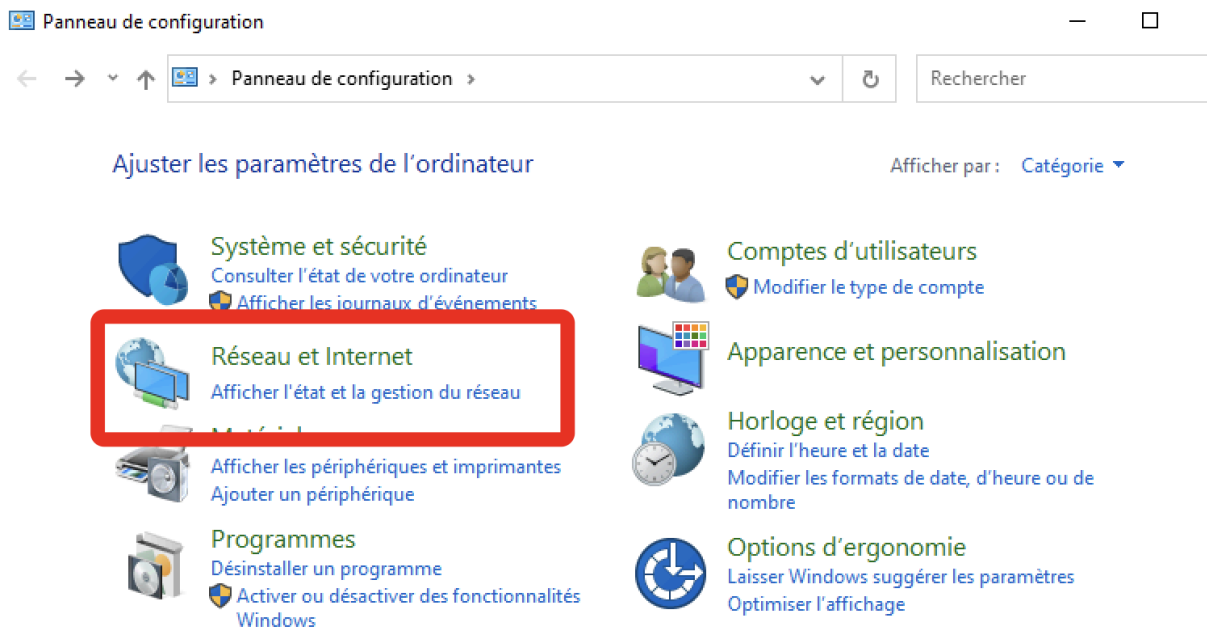 Panneau de configuration
Panneau de configuration
Rechercher
Ajuster les paramètres de l'ordinateur
Afficher par : Catégorie
Système et sécurité
Consulter l'état de votre ordinateur
Afficher les journaux d'événements
Réseau et Internet
Afficher l'état et la gestion du réseau
Afficher les périphériques et imprimantes
Ajouter un périphérique
Programmes
Désinstaller un programme
Activer ou désactiver des fonctionnalités
Windows
Comptes d'utilisateurs
Modifier le type de compte
Apparence et personnalisation
Horloge et région
Définir l'heure et la date
Modifier les formats de date, d'heure ou de
nombre
Options d'ergonomie
Laisser Windows suggérer les paramètres
Optimiser l'affichage